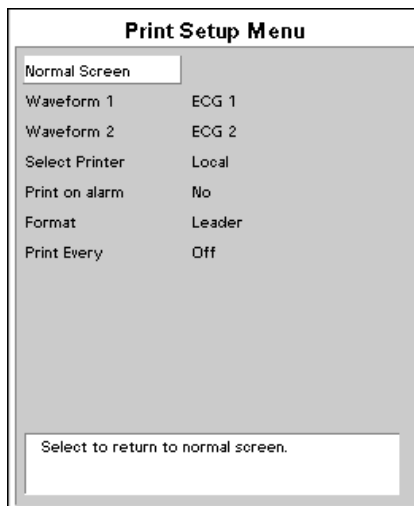 Print Setup Menu
Normal Screen
Waveform 1 ECG 1
Waveform 2 ECG 2
Select Printer Local
Print on alarm No
Format Leader
Print Every Off
Select to return to normal screen.